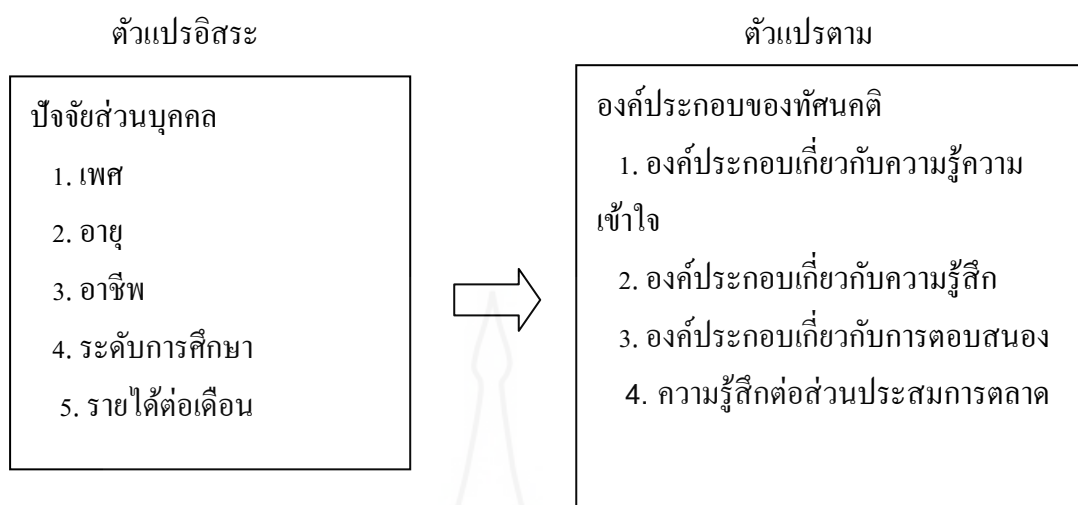 ตัวแปรอิสระ
ปัจจัยส่วนบุคคล
1. เพศ
2. อายุ
3. อาชีพ
4. ระดับการศึกษา
5. รายได้ต่อเดือน
ตัวแปรตาม
องค์ประกอบของทัศนคติ
1. องค์ประกอบเกี่ยวกับความรู้ความ
เข้าใจ
2. องค์ประกอบเกี่ยวกับความรู้สึก
3. องค์ประกอบเกี่ยวกับการตอบสนอง
4. ความรู้สึกต่อส่วนประสมการตลาด